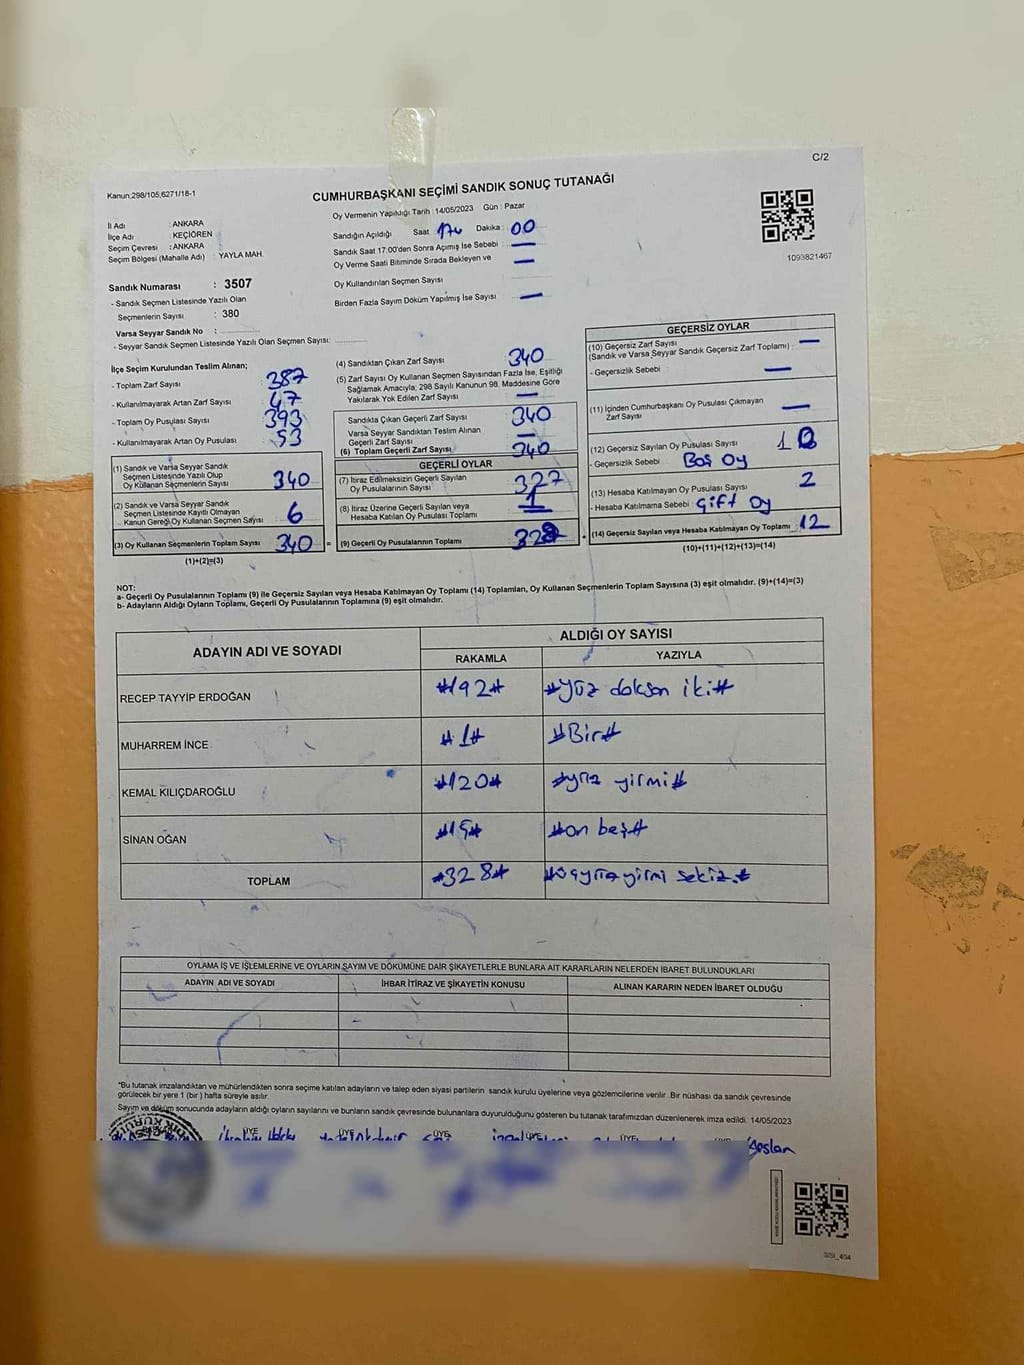 C/2
Kanun,298/105,6271/18-1
CUMHURBAŞKANI SEÇİMİ SANDIK SONUÇ TUTANAĞI
İl Adı : ANKARA
İlçe Adı : KEÇİÖREN
Seçim Çevresi : ANKARA
Seçim Bölgesi (Mahalle Adı) : YAYLA MAH.
Oy Vermenin Yapıldığı Tarih :14/05/2023 Gün : Pazar
Sandığın Açıldığı Saat : Dakika : 00
Sandık Saat 17:00'den Sonra Açımış İse Sebebi : —
Oy Verme Saati Bitiminde Sırada Bekleyen ve —
Oy Kullandırılan Seçmen Sayısı
Birden Fazla Sayım Döküm Yapılmış İse Sayısı : —
1093821467
Sandık Numarası : 3507
- Sandık Seçmen Listesinde Yazılı Olan
Seçmenlerin Sayısı : 380
Varsa Seyyar Sandık No :
- Seyyar Sandık Seçmen Listesinde Yazılı Olan Seçmen Sayısı:
İlçe Seçim Kurulundan Teslim Alınan;
- Toplam Zarf Sayısı 387
- Kullanılmayarak Artan Zarf Sayısı 47
- Toplam Oy Pusulası Sayısı 393
- Kullanılmayarak Artan Oy Pusulası 53
(1) Sandık ve Varsa Seyyar Sandık
Seçmen Listesinde Yazılı Olup
Oy Kullanan Seçmenlerin Sayısı 340
(2) Sandık ve Varsa Seyyar Sandık
Seçmen Listesinde Kayıtlı Olmayan
Kanun Gereği Oy Kullanan Seçmen Sayısı 6
(3) Oy Kullanan Seçmenlerin Toplam Sayısı 340 =
(1)+(2)=(3)
(4) Sandıktan Çıkan Zarf Sayısı 340
(5) Zarf Sayısı Oy Kullanan Seçmen Sayısından Fazla İse, Eşitliği
Sağlamak Amacıyla; 298 Sayılı Kanunun 98. Maddesine Göre
Yakılarak Yok Edilen Zarf Sayısı —
Sandıkta Çıkan Geçerli Zarf Sayısı 340
Varsa Seyyar Sandıktan Teslim Alınan
Geçerli Zarf Sayısı —
(6) Toplam Geçerli Zarf Sayısı 340
GEÇERLİ OYLAR
(7) İtiraz Edilmeksizin Geçerli Sayılan
Oy Pusulalarının Sayısı 327
(8) İtiraz Üzerine Geçerli Sayılan veya
Hesaba Katılan Oy Pusulası Toplamı 1
(9) Geçerli Oy Pusulalarının Toplamı 328
GEÇERSİZ OYLAR
(10) Geçersiz Zarf Sayısı
(Sandık ve Varsa Seyyar Sandık Geçersiz Zarf Toplamı) : —
- Geçersizlik Sebebi : —
(11) İçinden Cumhurbaşkanı Oy Pusulası Çıkmayan
Zarf Sayısı —
(12) Geçersiz Sayılan Oy Pusulası Sayısı : 10
- Geçersizlik Sebebi : Boş Oy
(13) Hesaba Katılmayan Oy Pusulası Sayısı : 2
- Hesaba Katılmama Sebebi : Çift Oy
(14) Geçersiz Sayılan veya Hesaba Katılmayan Oy Toplamı : 12
(10)+(11)+(12)+(13)=(14)
NOT:
a- Geçerli Oy Pusulalarının Toplamı (9) ile Geçersiz Sayılan veya Hesaba Katılmayan Oy Toplamı (14) Toplamları, Oy Kullanan Seçmenlerin Toplam Sayısına (3) eşit olmalıdır. (9)+(14)=(3)
b- Adayların Aldığı Oyların Toplamı, Geçerli Oy Pusulalarının Toplamına (9) eşit olmalıdır.
ADAYIN ADI VE SOYADI
ALDIĞI OY SAYISI
RAKAMLA YAZIYLA
RECEP TAYYİP ERDOĞAN #192# #yüz doksan iki#
MUHARREM İNCE #1# #Bir#
KEMAL KILIÇDAROĞLU #120# #yüz yirmi#
SİNAN OĞAN #15# #on beş#
TOPLAM #328# #üçyüzyirmi sekiz.#
OYLAMA İŞ VE İŞLEMLERİNE VE OYLARIN SAYIM VE DÖKÜMÜNE DAİR ŞİKAYETLERLE BUNLARA AİT KARARLARIN NELERDEN İBARET BULUNDUKLARI
ADAYIN ADI VE SOYADI İHBAR İTİRAZ VE ŞİKAYETİN KONUSU ALINAN KARARIN NEDEN İBARET OLDUĞU
"Bu tutanak imzalandıktan ve mühürlendikten sonra seçime katılan adayların ve talep eden siyasi partilerin sandık kurulu üyelerine veya gözlemcilerine verilir. Bir nüshası da sandık çevresinde
görülecek bir yere 1 (bir) hafta süreyle asılır.
Sayım ve döküm sonucunda adayların aldığı oyların sayılarını ve bunların sandık çevresinde bulunanlara duyurulduğunu gösteren bu tutanak tarafımızdan düzenlenerek imza edildi. 14/05/2023
ÜYE ÜYE ÜYE ÜYE ÜYE
Arslan
SSI_404